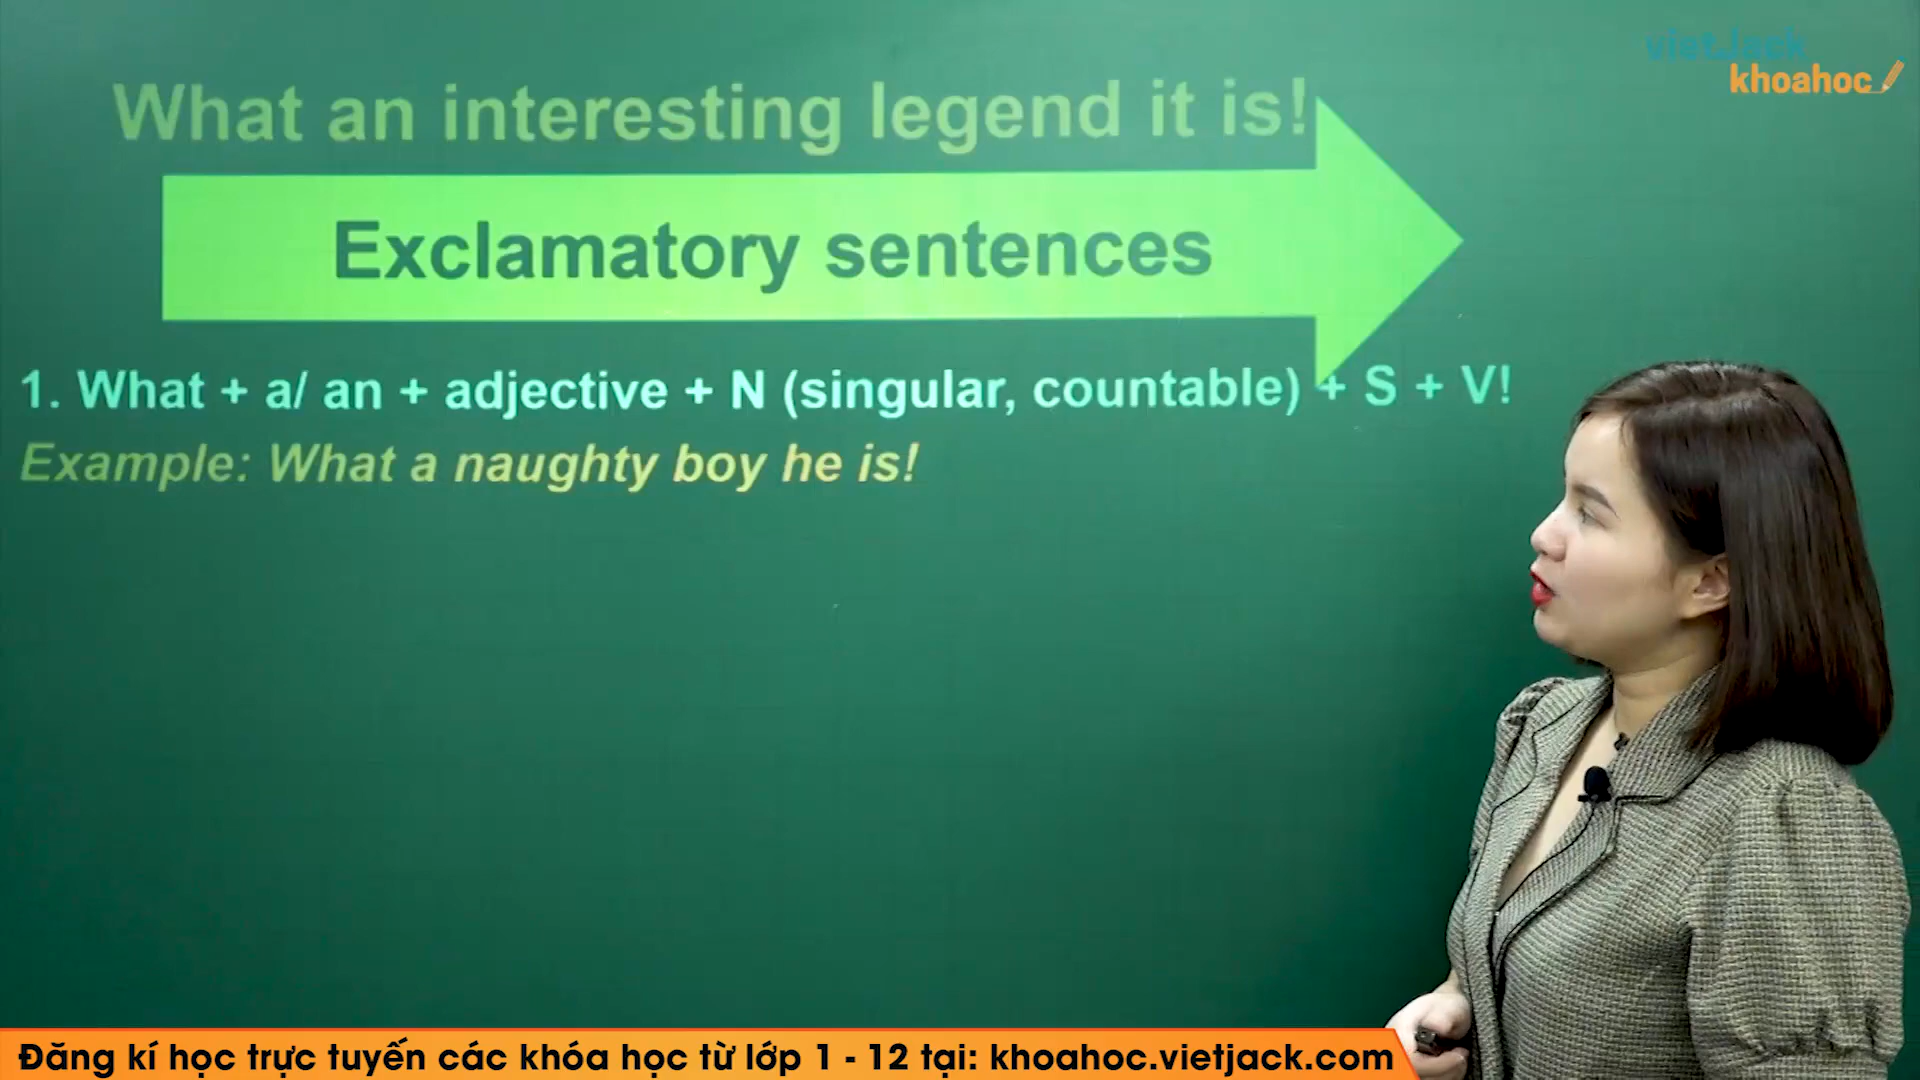 vietJack
khoahoc
What an interesting legend it is!
Exclamatory sentences
1. What + a/ an + adjective + N (singular, countable) + S + V!
Example: What a naughty boy he is!
Đăng kí học trực tuyến các khóa học từ lớp 1 - 12 tại: khoahoc.vietjack.com